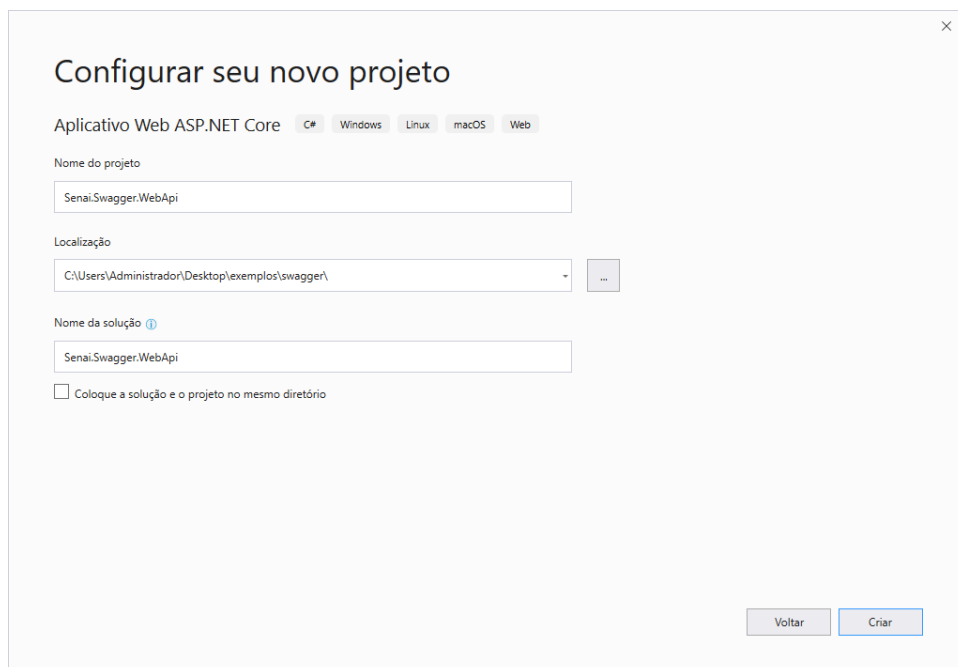 Configurar seu novo projeto
Aplicativo Web ASP.NET Core C# Windows Linux macOS Web
Nome do projeto
Senai.Swagger.WebApi
Localização
C:\Users\Administrador\Desktop\exemplos\swagger\ ...
Nome da solução
Senai.Swagger.WebApi
Coloque a solução e o projeto no mesmo diretório
Voltar Criar